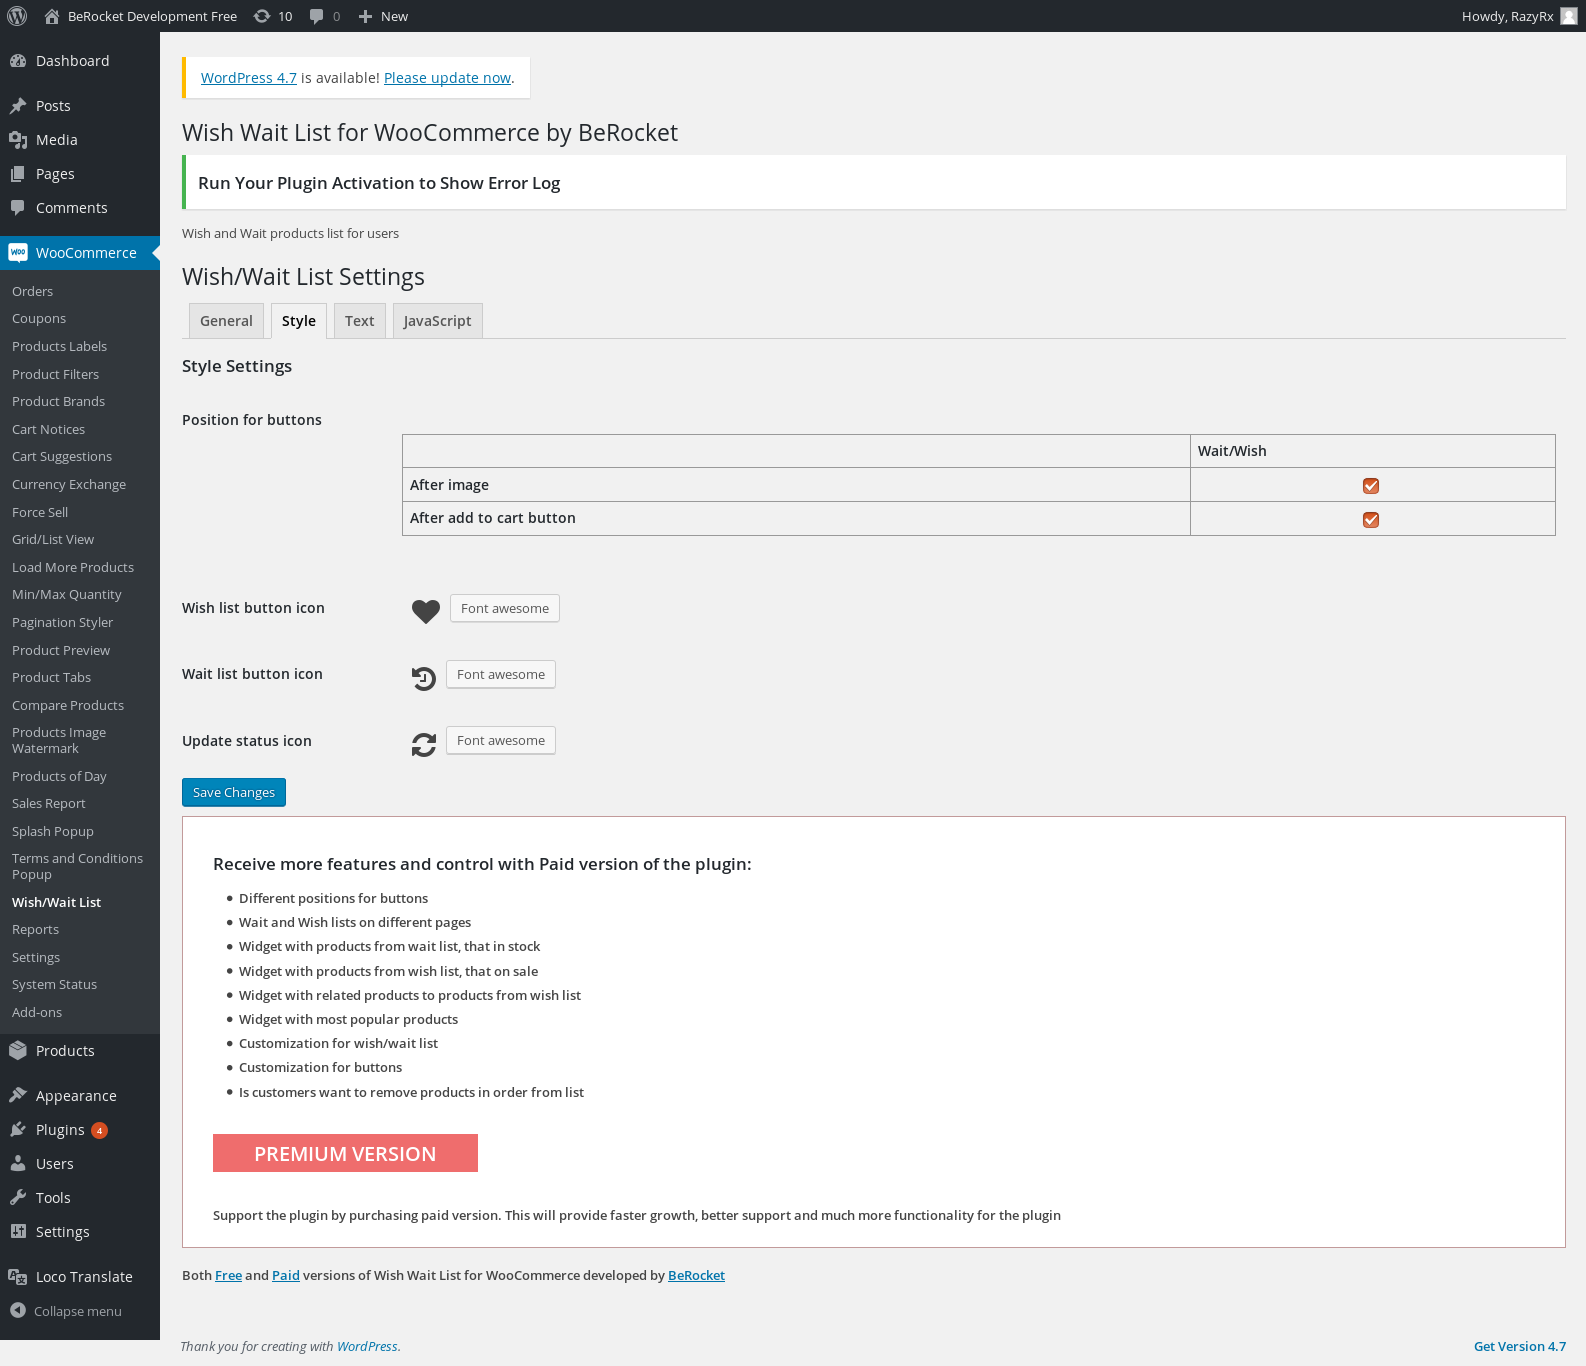 BeRocket Development Free 10 0 New Howdy, RazyRx
Dashboard
Posts
Media
Pages
Comments
WOO WooCommerce
Orders
Coupons
Products Labels
Product Filters
Product Brands
Cart Notices
Cart Suggestions
Currency Exchange
Force Sell
Grid/List View
Load More Products
Min/Max Quantity
Pagination Styler
Product Preview
Product Tabs
Compare Products
Products Image
Watermark
Products of Day
Sales Report
Splash Popup
Terms and Conditions
Popup
Wish/Wait List
Reports
Settings
System Status
Add-ons
Products
Appearance
Plugins 4
Users
Tools
Settings
Loco Translate
Collapse menu
WordPress 4.7 is available! Please update now.
Wish Wait List for WooCommerce by BeRocket
Run Your Plugin Activation to Show Error Log
Wish and Wait products list for users
Wish/Wait List Settings
General Style Text JavaScript
Style Settings
Position for buttons
Wait/Wish
After image
After add to cart button
Wish list button icon Font awesome
Wait list button icon Font awesome
Update status icon Font awesome
Save Changes
Receive more features and control with Paid version of the plugin:
Different positions for buttons
Wait and Wish lists on different pages
Widget with products from wait list, that in stock
Widget with products from wish list, that on sale
Widget with related products to products from wish list
Widget with most popular products
Customization for wish/wait list
Customization for buttons
Is customers want to remove products in order from list
PREMIUM VERSION
Support the plugin by purchasing paid version. This will provide faster growth, better support and much more functionality for the plugin
Both Free and Paid versions of Wish Wait List for WooCommerce developed by BeRocket
Thank you for creating with WordPress. Get Version 4.7